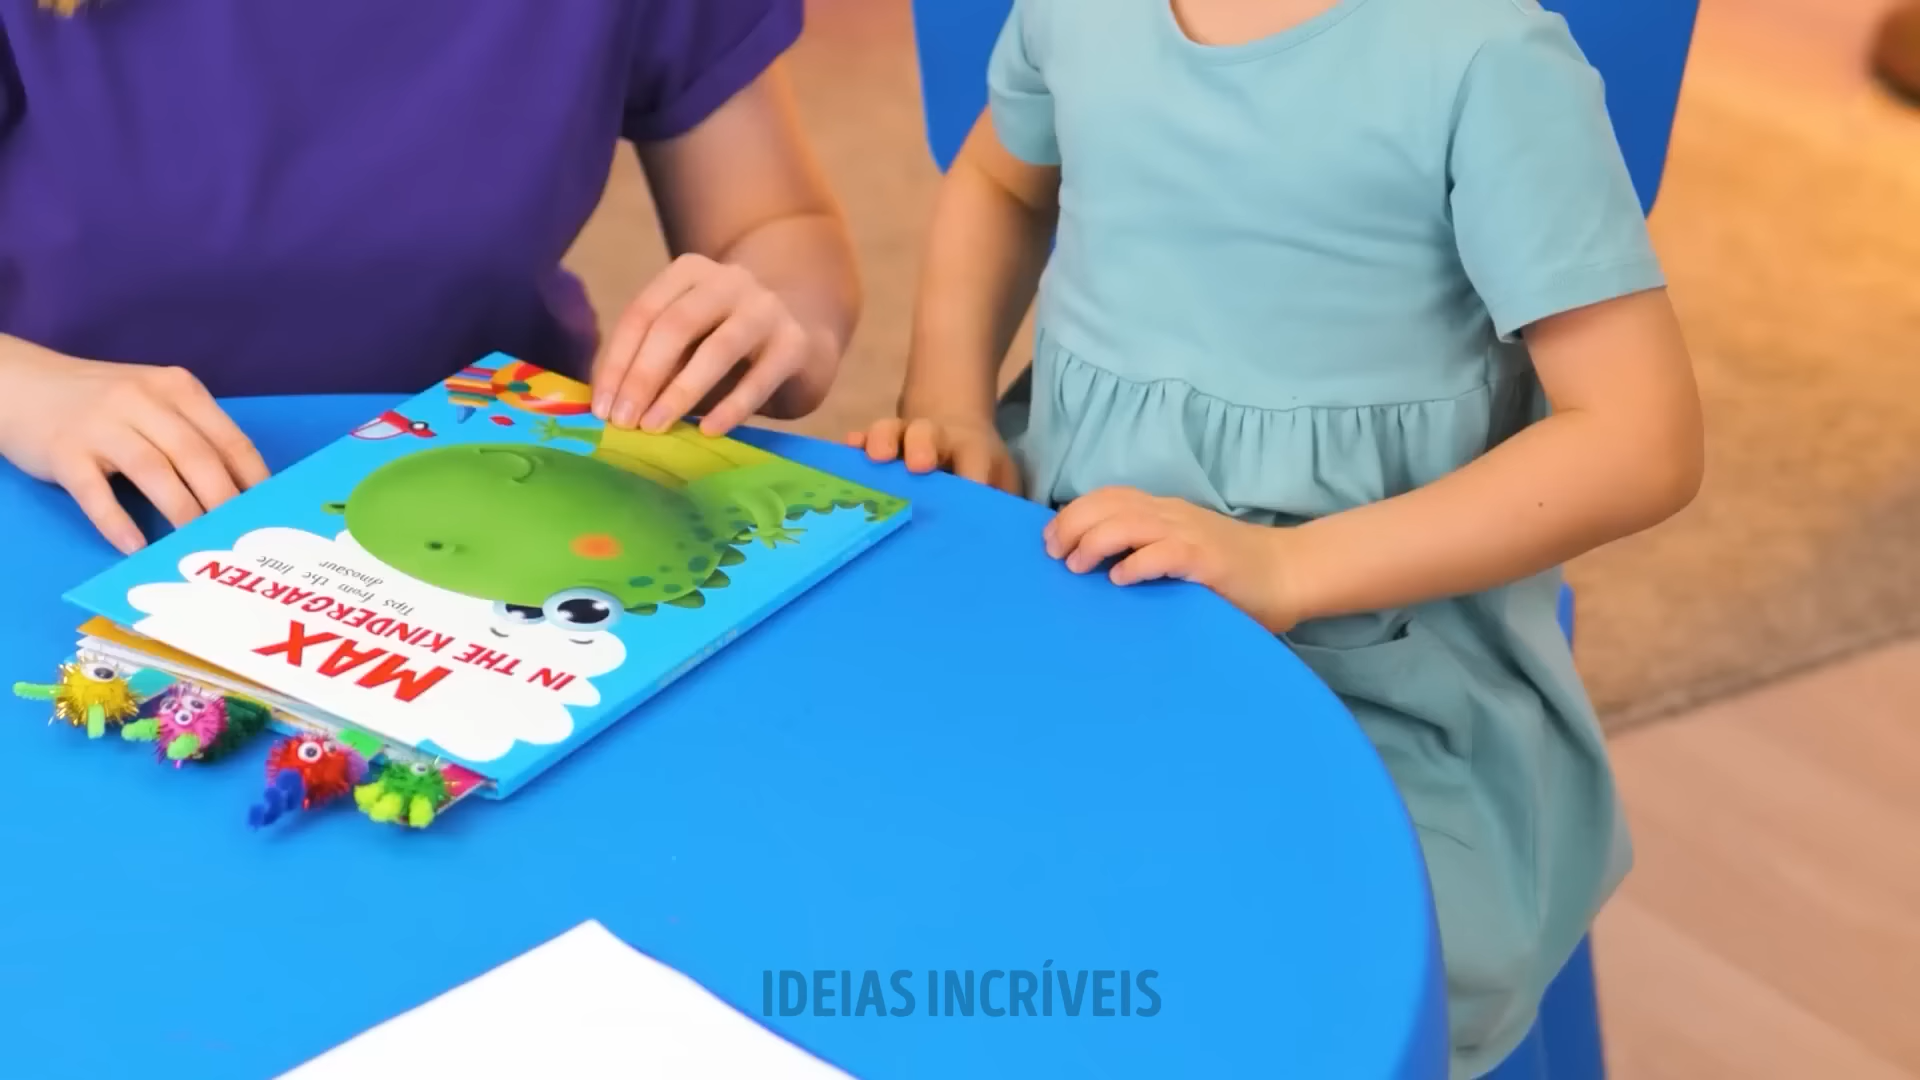 MAX
IN THE KINDERGARTEN
Tips from the little
dinosaur
IDEIAS INCRÍVEIS